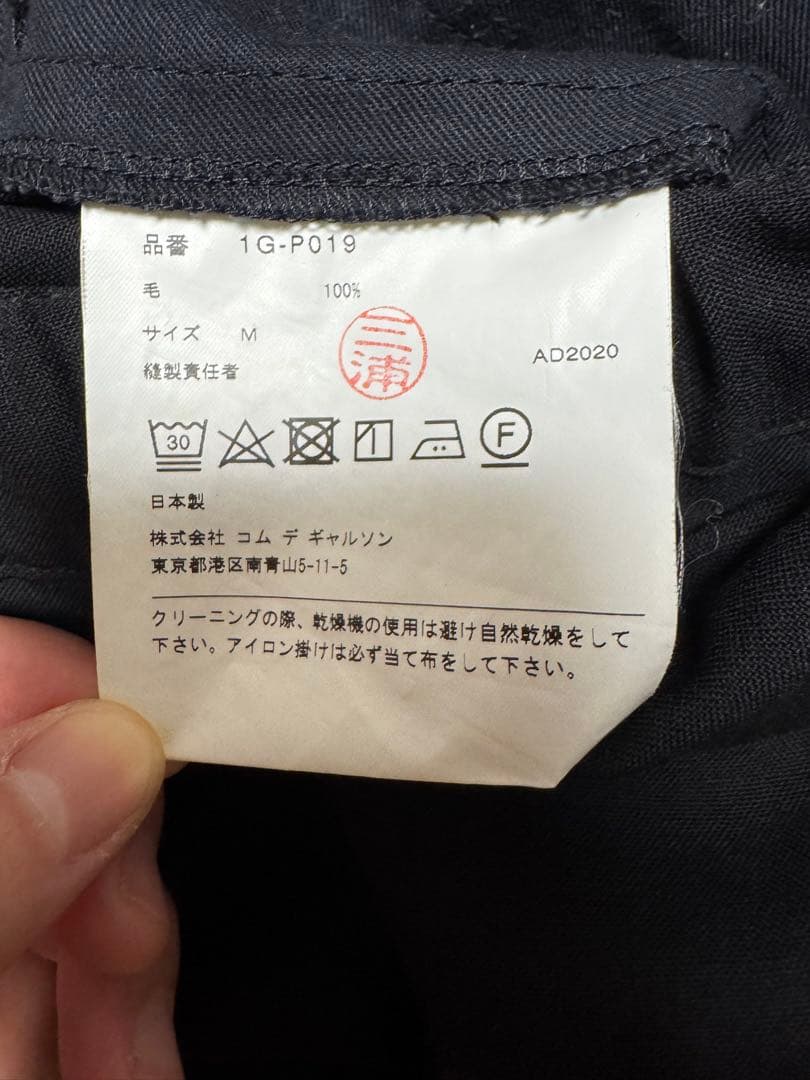 品番 1G-P019
毛 100%
サイズ M
三浦
AD2020
縫製責任者
30
F
日本製
株式会社 コム デ ギャルソン
東京都港区南青山5-11-5
クリーニングの際、乾燥機の使用は避け自然乾燥をして
下さい。アイロン掛けは必ず当て布をして下さい。